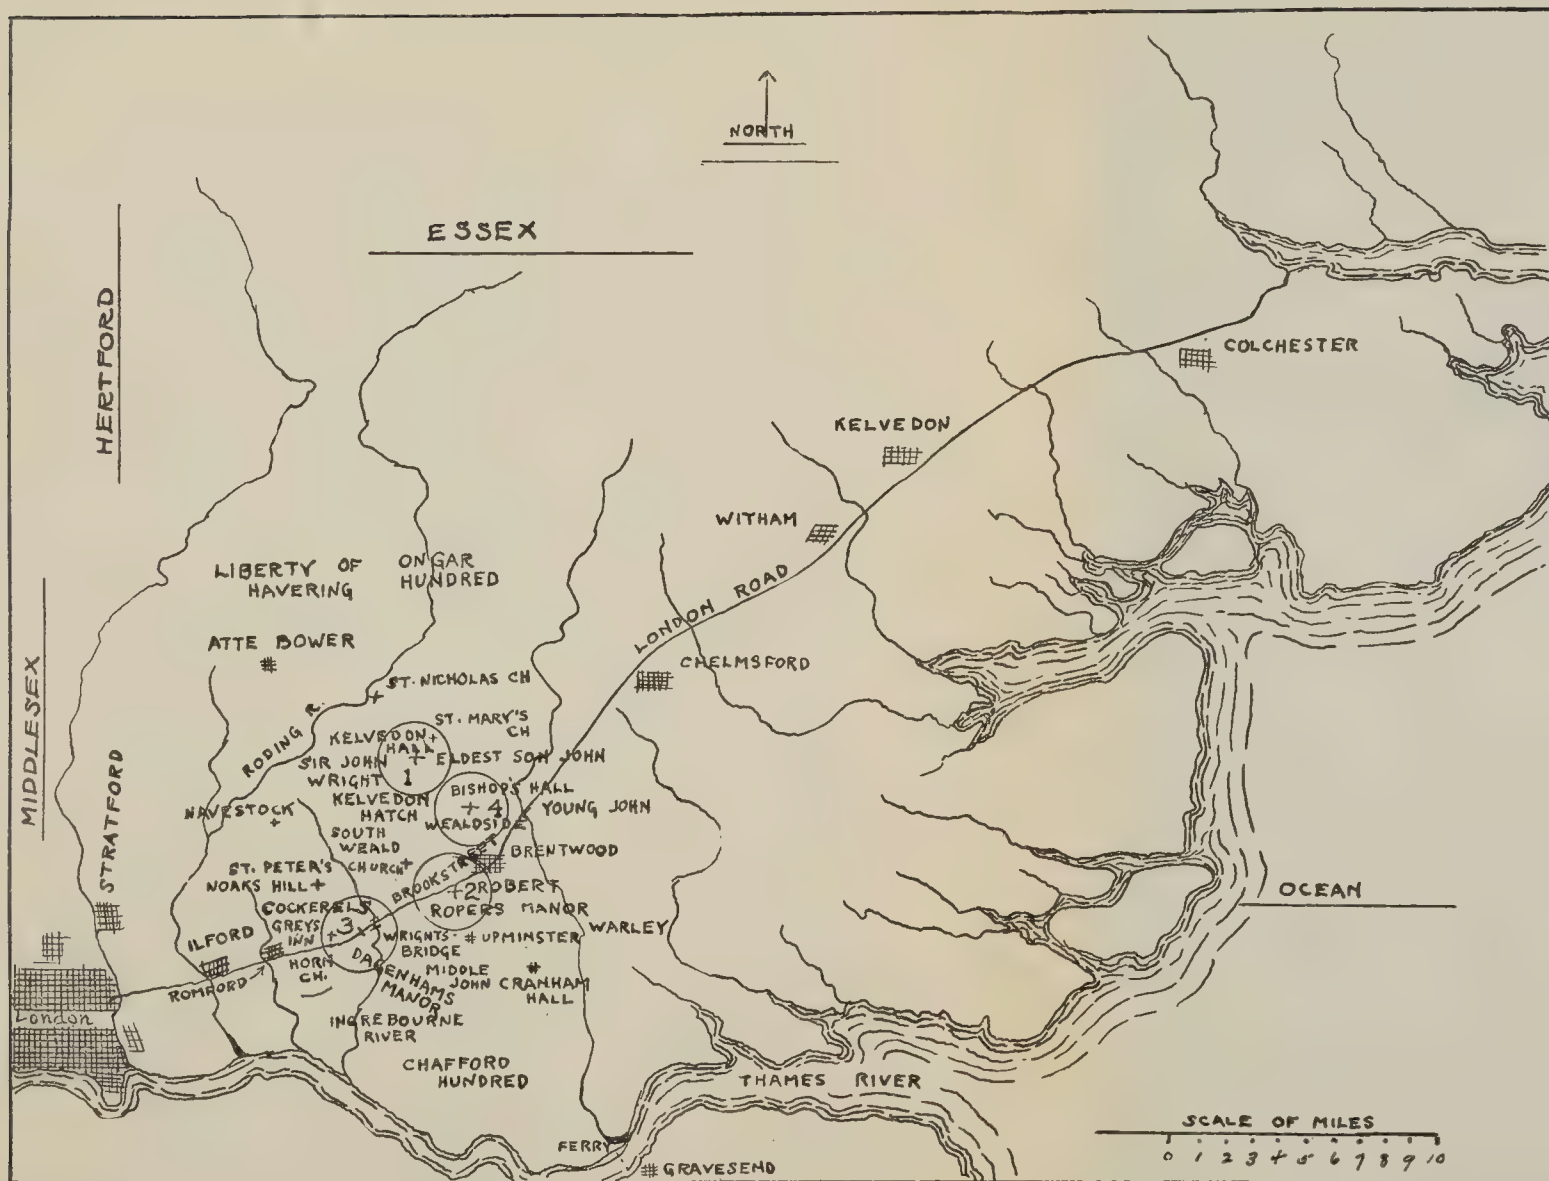 NORTH
ESSEX
HERTFORD
COLCHESTER
KELVEDON
WITHAM
LONDON ROAD
LIBERTY OF
HAVERING
ONGAR
HUNDRED
ATTE BOWER
CHELMSFORD
MIDDLESEX
ST. NICHOLAS CH
RODING R.
ST. MARY'S
CH
KELVEDON
HALL
SIR JOHN
WRIGHT
1
ELDEST SON JOHN
KELVEDON
HATCH
BISHOP'S HALL
4
WEALDSIDE
YOUNG JOHN
STRATFORD
NAVESTOCK
SOUTH
WEALD
CHURCH
BROOKSTREET
BRENTWOOD
ST. PETER'S
NOAKS HILL
2 ROBERT
ROPERS MANOR
OCEAN
COCKERELS
GREYS
INN
3
ILFORD
WRIGHTS
BRIDGE
UPMINSTER
WARLEY
HORN
CH.
DAGENHAMS
MANOR
MIDDLE
JOHN CRANHAM
HALL
ROMFORD
London
INGREBOURNE
RIVER
CHAFFORD
HUNDRED
THAMES RIVER
FERRY
GRAVESEND
SCALE OF MILES
0 1 2 3 4 5 6 7 8 9 10